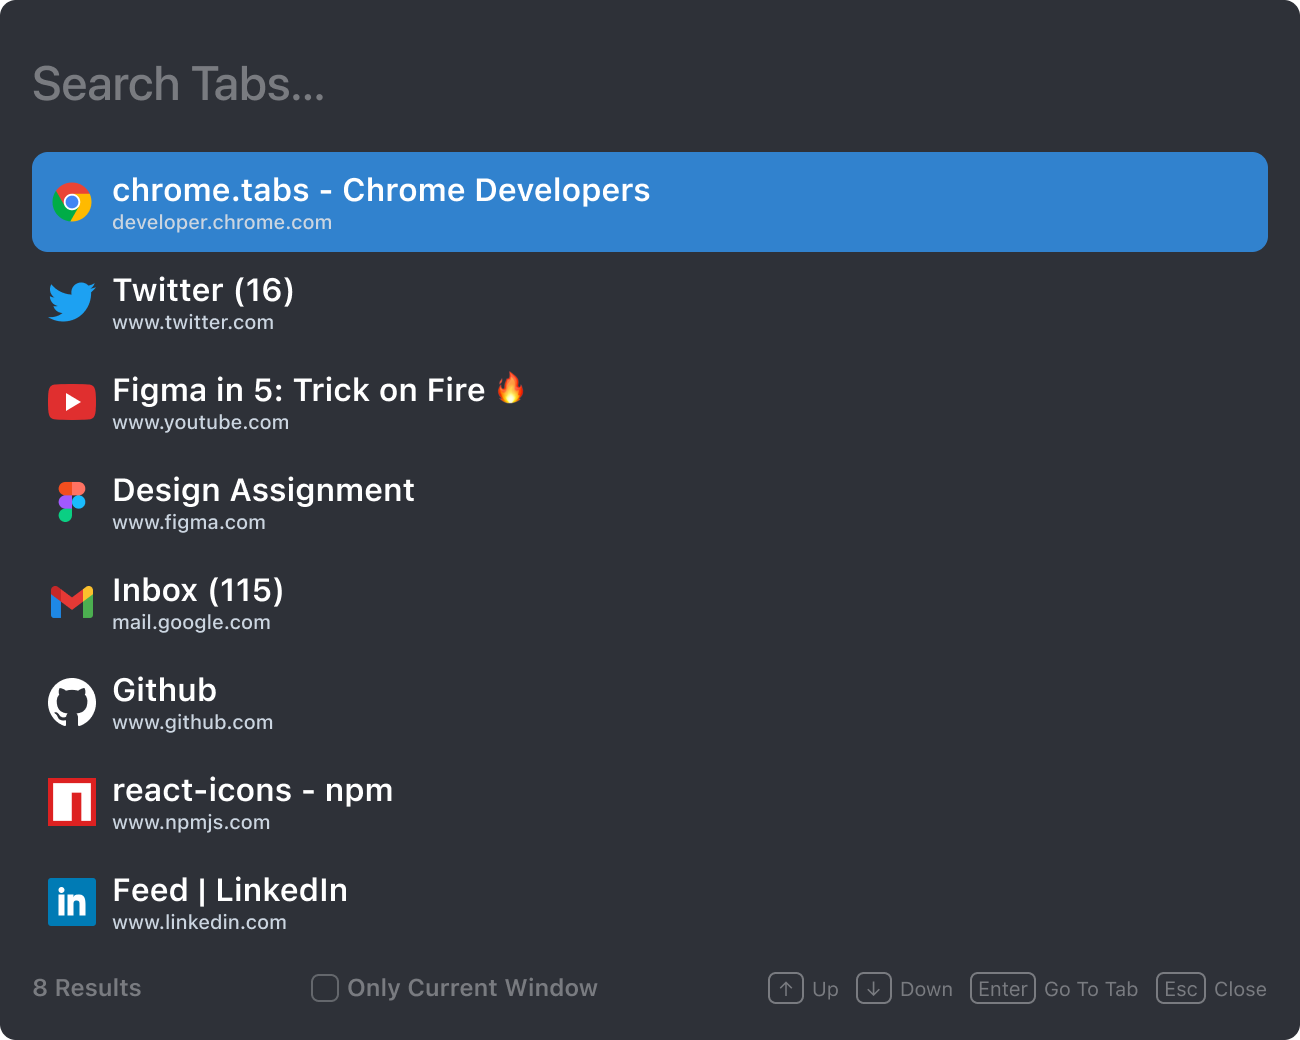 Search Tabs...
chrome.tabs - Chrome Developers
developer.chrome.com
Twitter (16)
www.twitter.com
Figma in 5: Trick on Fire 🔥
www.youtube.com
Design Assignment
www.figma.com
Inbox (115)
mail.google.com
Github
www.github.com
react-icons - npm
www.npmjs.com
in
Feed | LinkedIn
www.linkedin.com
8 Results Only Current Window ↑ Up ↓ Down Enter Go To Tab Esc Close